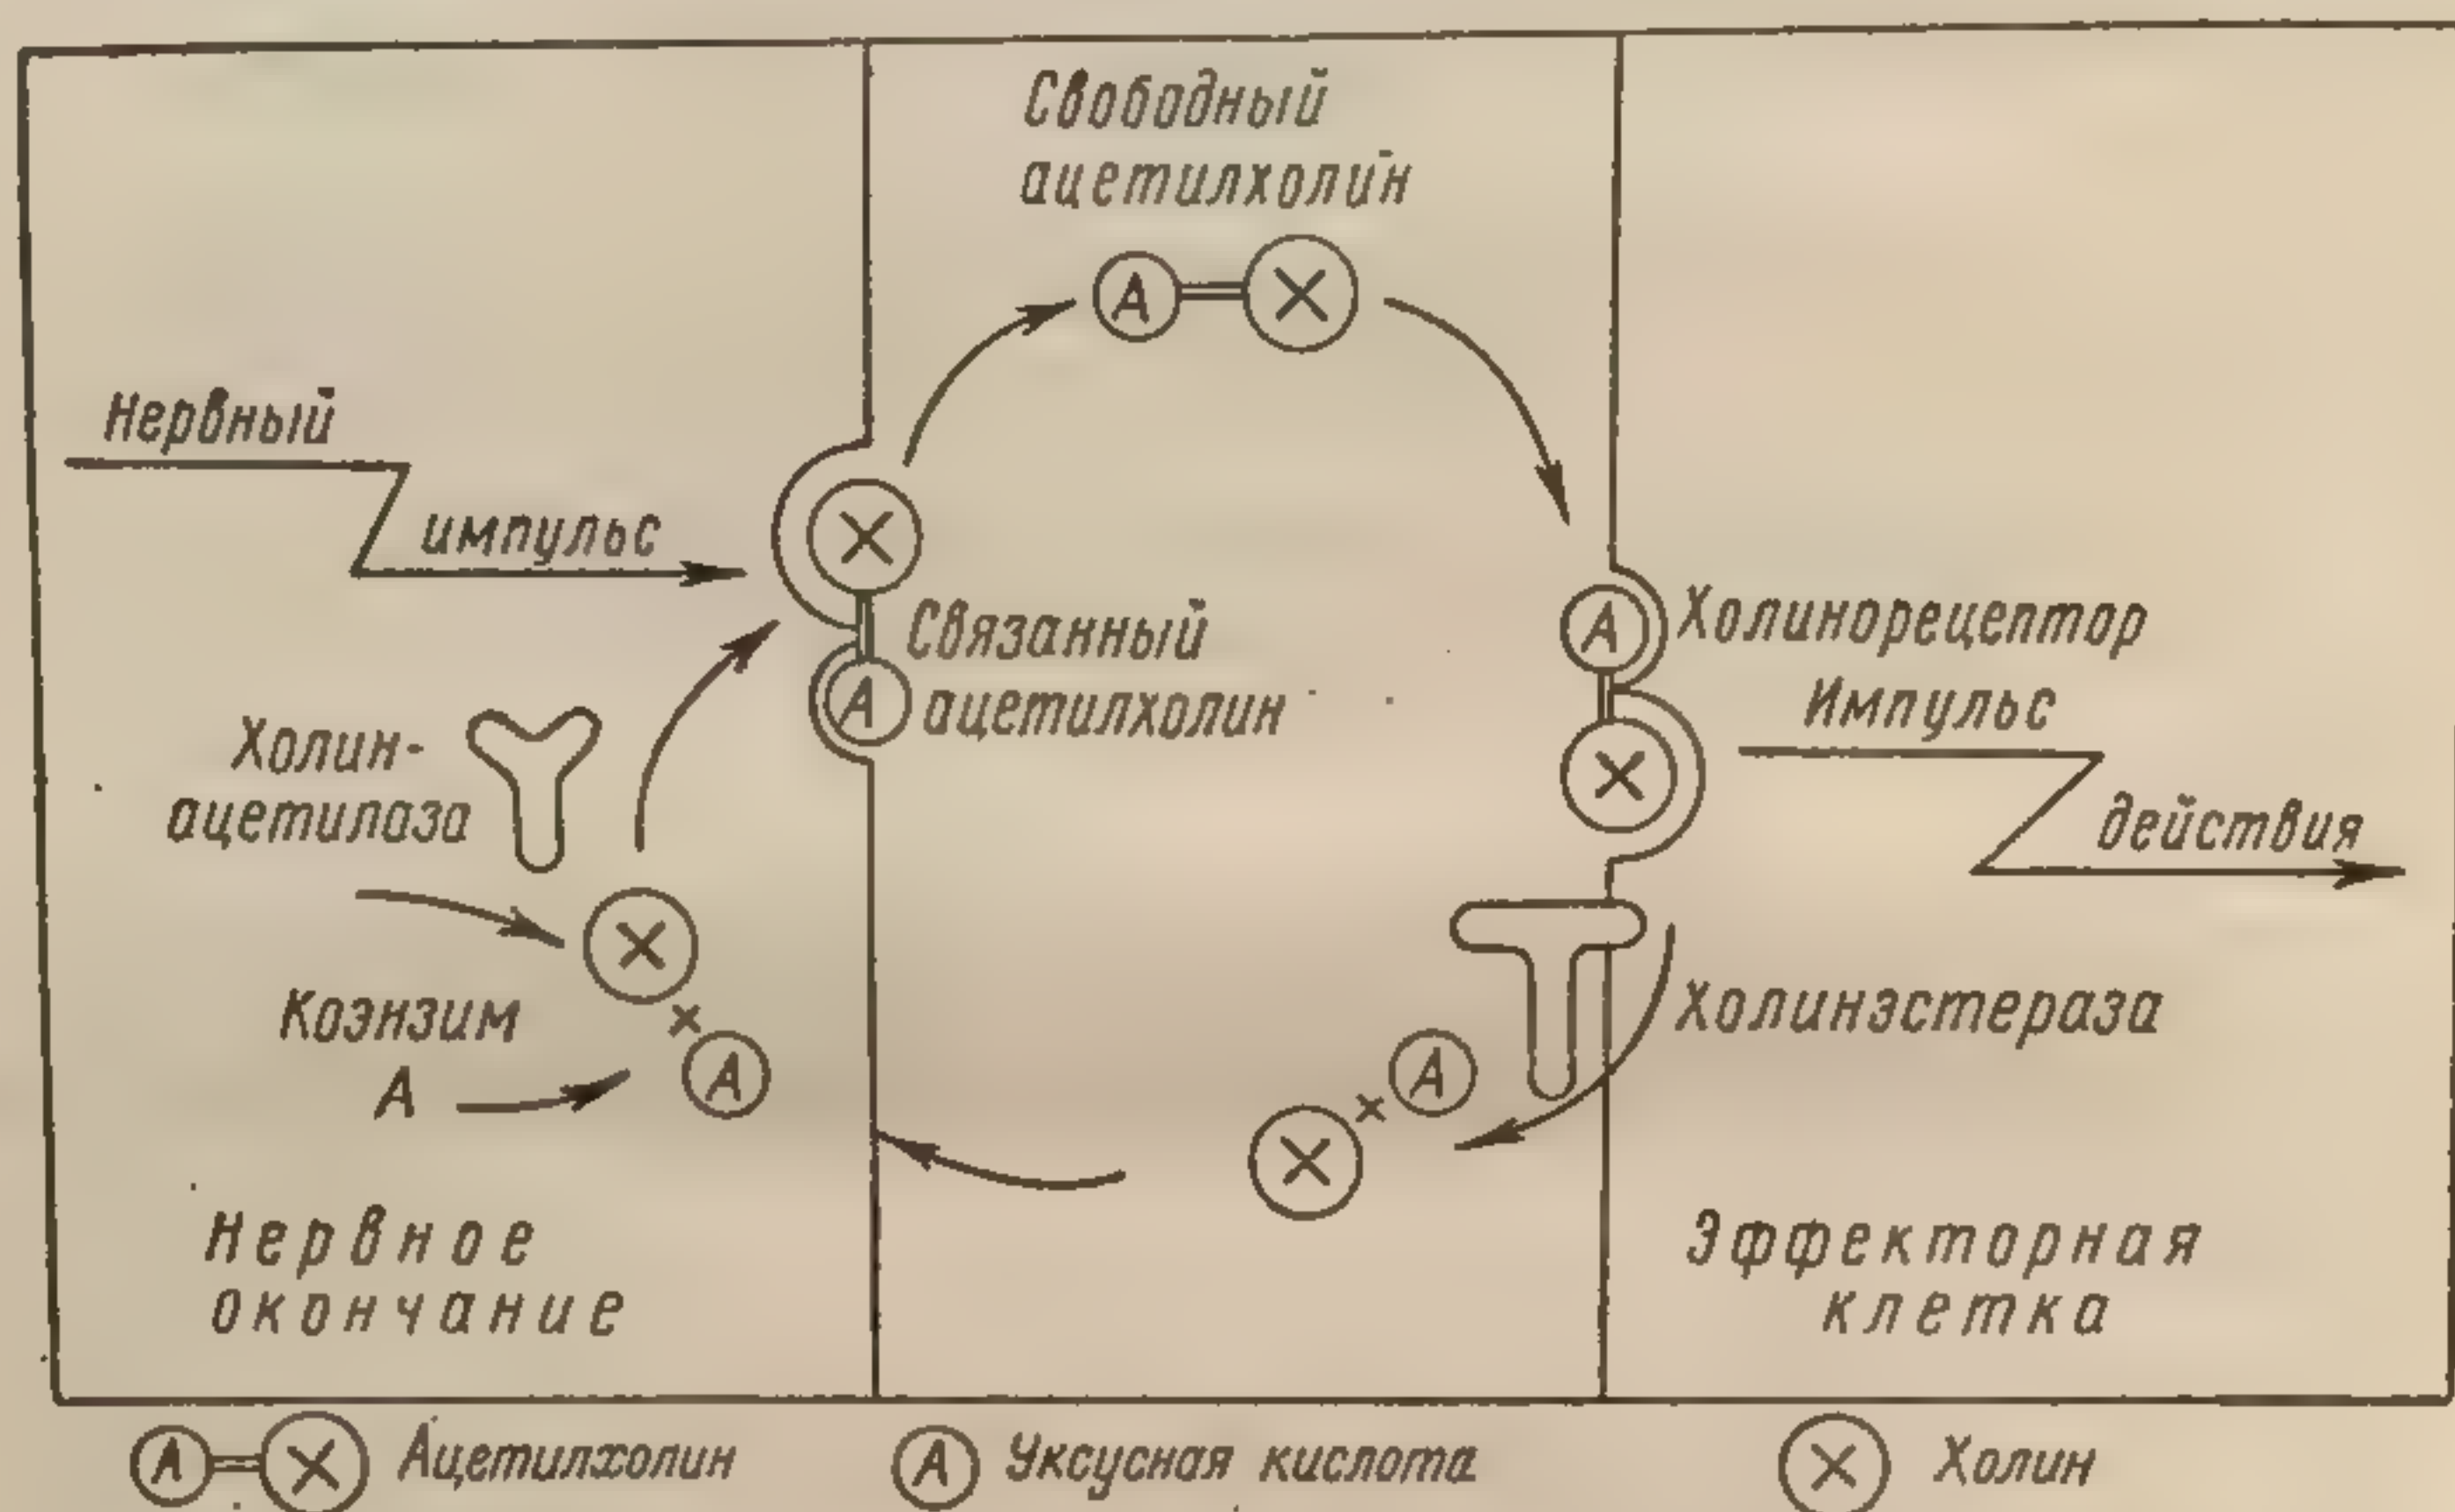 Свободный
ацетилхолин
А
Х
Нервный
импульс
Х
Связанный
А
ацетилхолин
А
Холинорецептор
Импульс
Х
действия
Холин-
ацетилаза
Х
Коэнзим
А
А
Холинэстераза
А
Х
Нервное
окончание
Эффекторная
клетка
А Х Ацетилхолин
А Уксусная кислота
Х Холин